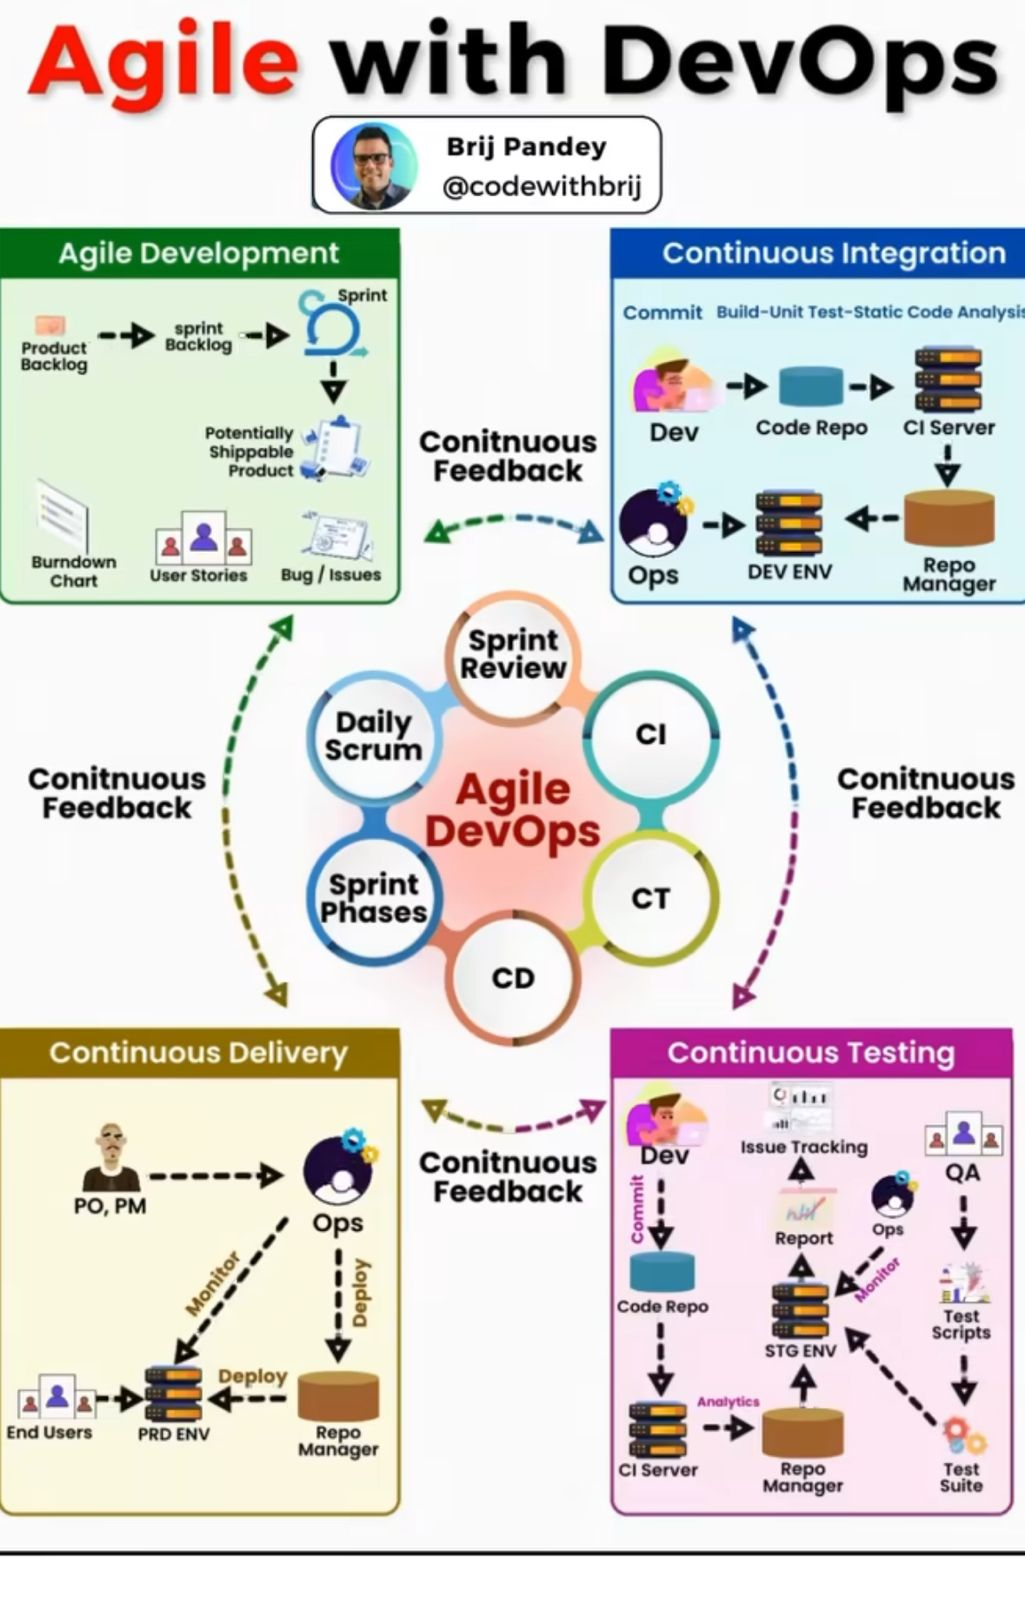 Agile with DevOps
Brij Pandey
@codewithbrij
Agile Development
Product
Backlog
sprint
Backlog
Sprint
Potentially
Shippable
Product
Burndown
Chart
User Stories
Bug / Issues
Conitnuous
Feedback
Continuous Integration
Commit Build-Unit Test-Static Code Analysis
Dev
Code Repo
CI Server
Ops
DEV ENV
Repo
Manager
Conitnuous
Feedback
Sprint
Review
Daily
Scrum
CI
Agile
DevOps
Sprint
Phases
CT
CD
Conitnuous
Feedback
Continuous Delivery
PO, PM
Ops
Monitor
Deploy
Deploy
End Users
PRD ENV
Repo
Manager
Conitnuous
Feedback
Continuous Testing
Dev
Issue Tracking
QA
Commit
Report
Ops
Monitor
Code Repo
STG ENV
Test
Scripts
Analytics
CI Server
Repo
Manager
Test
Suite